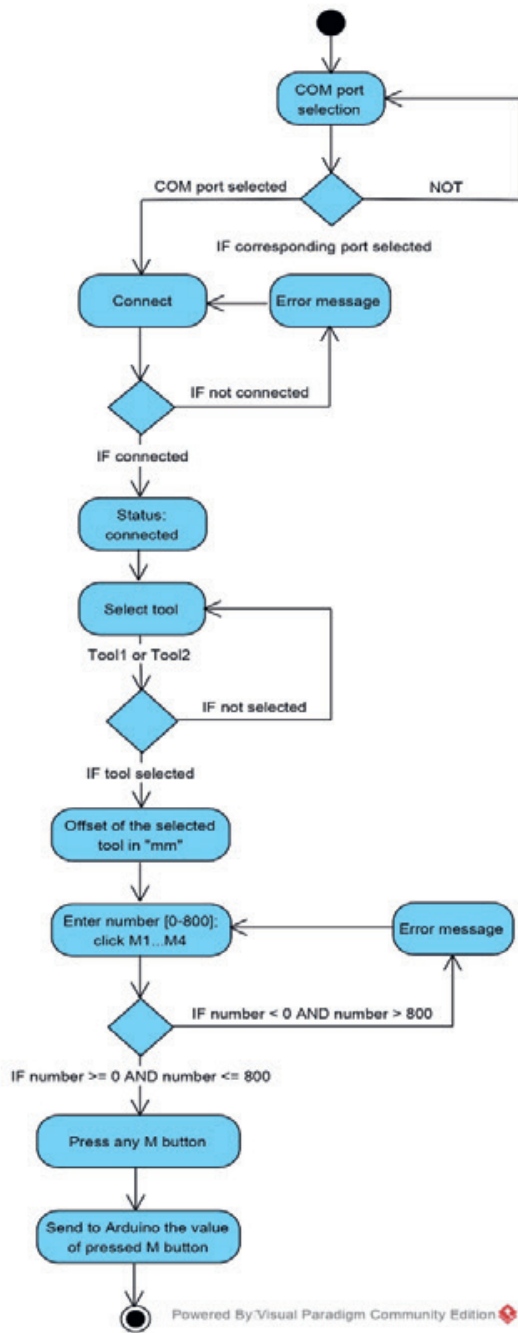 COM port
selection
COM port selected
NOT
IF corresponding port selected
Connect
Error message
IF not connected
IF connected
Status:
connected
Select tool
Tool1 or Tool2
IF not selected
IF tool selected
Offset of the selected
tool in "mm"
Enter number [0-800];
click M1...M4
Error message
IF number < 0 AND number > 800
IF number >= 0 AND number <= 800
Press any M button
Send to Arduino the value
of pressed M button
Powered By:Visual Paradigm Community Edition